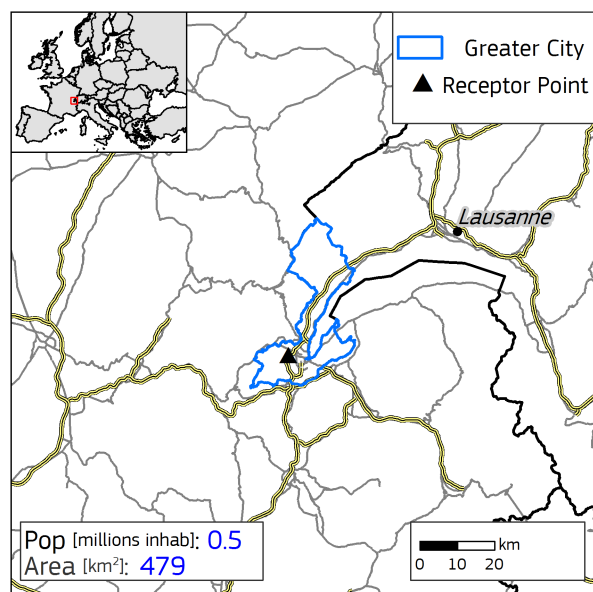 Greater City
Receptor Point
Lausanne
Pop [millions inhab]: 0.5
Area [km²]: 479
km
0 10 20